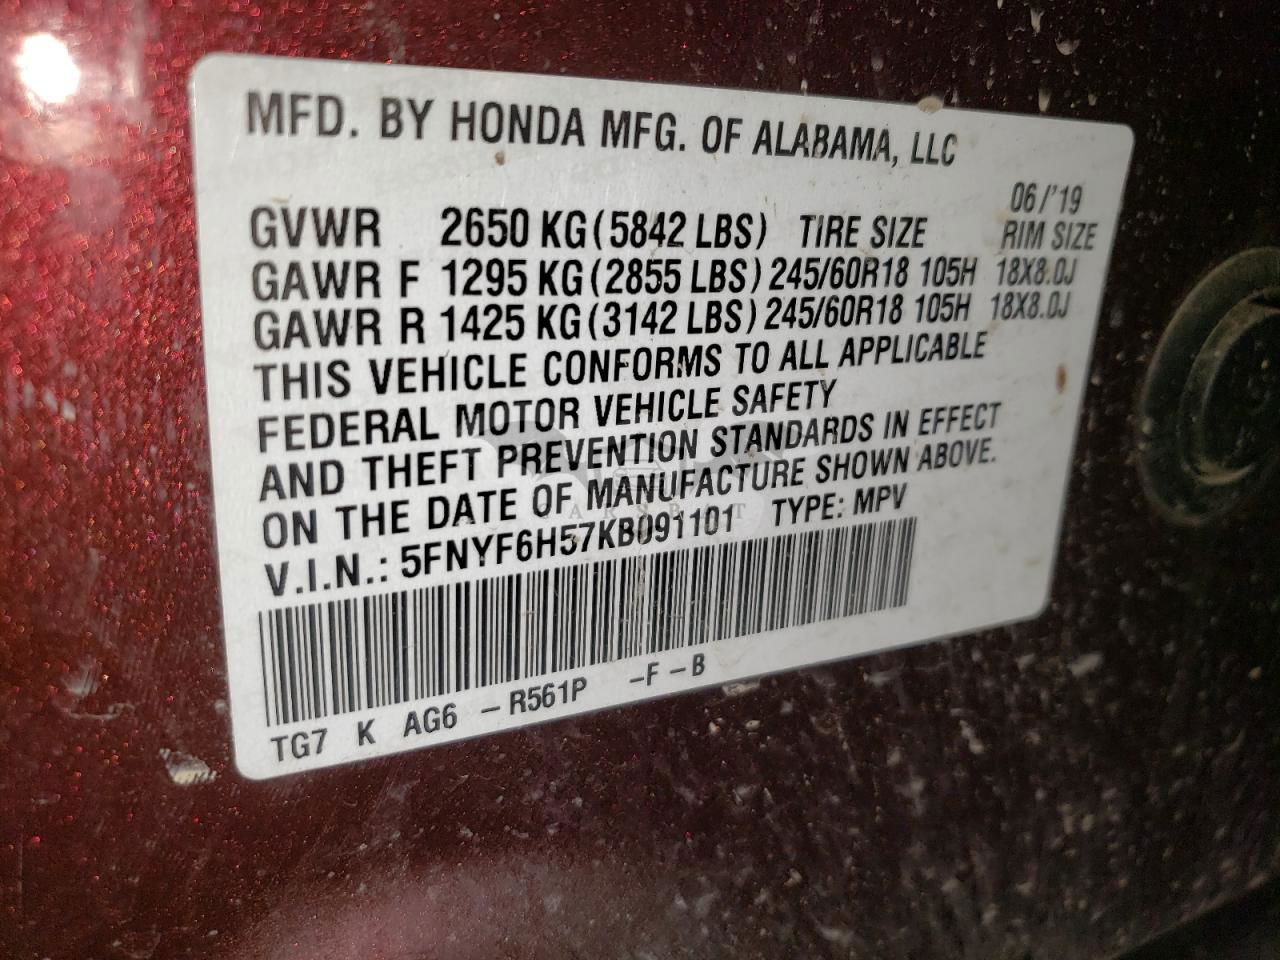 MFD. BY HONDA MFG. OF ALABAMA, LLC
06/'19
GVWR 2650 KG (5842 LBS) TIRE SIZE RIM SIZE
GAWR F 1295 KG (2855 LBS) 245/60R18 105H 18X8.0J
GAWR R 1425 KG (3142 LBS) 245/60R18 105H 18X8.0J
THIS VEHICLE CONFORMS TO ALL APPLICABLE
FEDERAL MOTOR VEHICLE SAFETY
AND THEFT PREVENTION STANDARDS IN EFFECT
ON THE DATE OF MANUFACTURE SHOWN ABOVE.
V.I.N.: 5FNYF6H57KB091101 TYPE: MPV
TG7 K AG6 – R561P – F – B